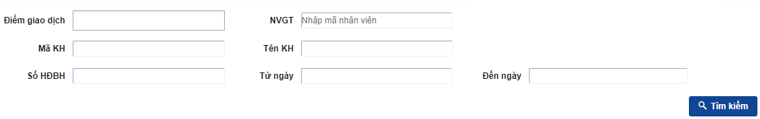 Điểm giao dịch NVGT Nhập mã nhân viên
Mã KH Tên KH
Số HĐBH Từ ngày Đến ngày
Tìm kiếm